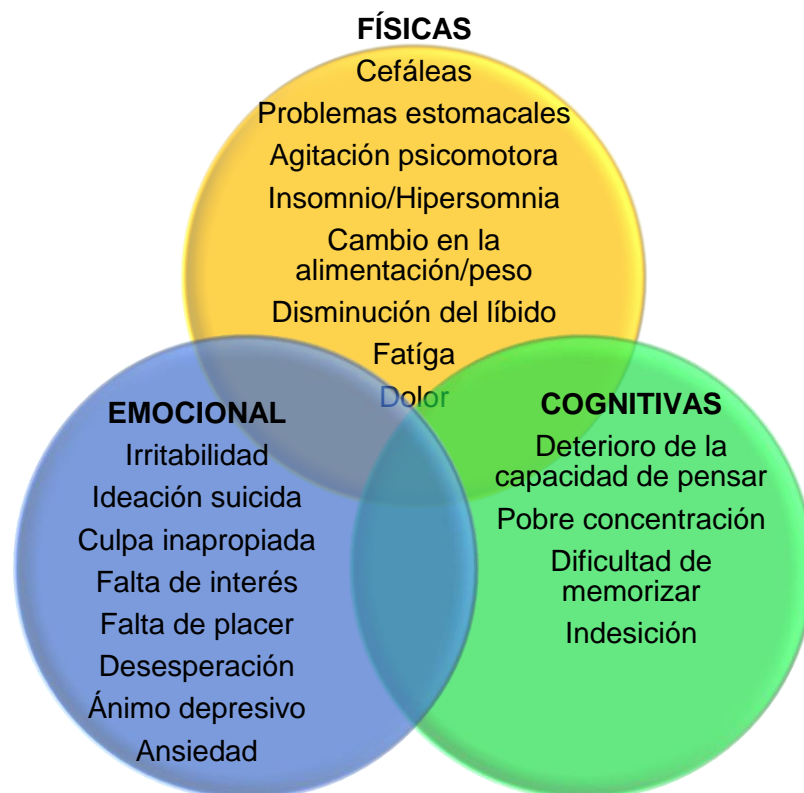 FÍSICAS
Cefáleas
Problemas estomacales
Agitación psicomotora
Insomnio/Hipersomnia
Cambio en la
alimentación/peso
Disminución del líbido
Fatíga
Dolor
EMOCIONAL
Irritabilidad
Ideación suicida
Culpa inapropiada
Falta de interés
Falta de placer
Desesperación
Ánimo depresivo
Ansiedad
COGNITIVAS
Deterioro de la
capacidad de pensar
Pobre concentración
Dificultad de
memorizar
Indesición